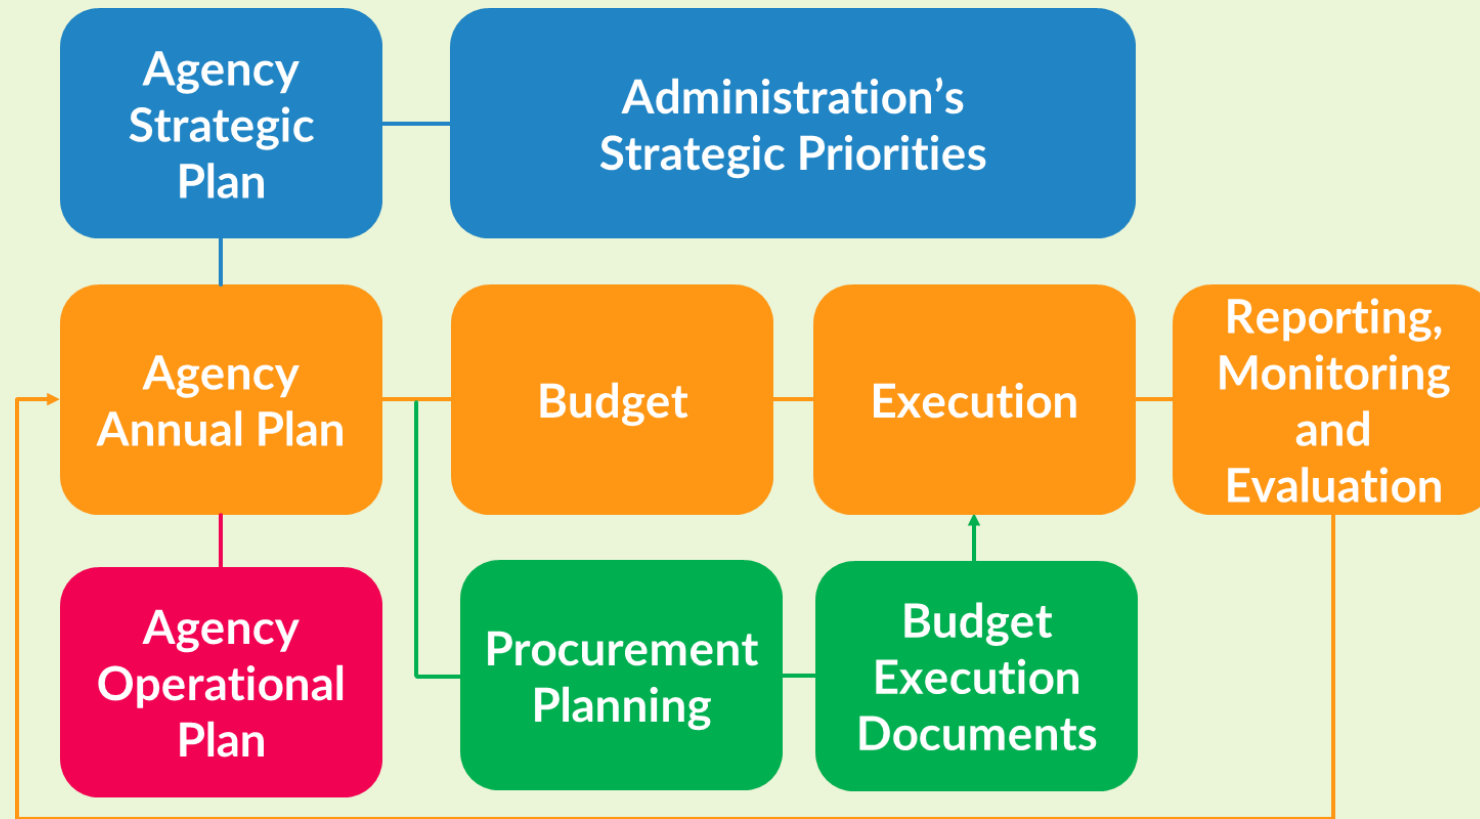 Agency
Strategic
Plan
Administration’s
Strategic Priorities
Agency
Annual Plan
Budget
Execution
Reporting,
Monitoring
and
Evaluation
Agency
Operational
Plan
Procurement
Planning
Budget
Execution
Documents